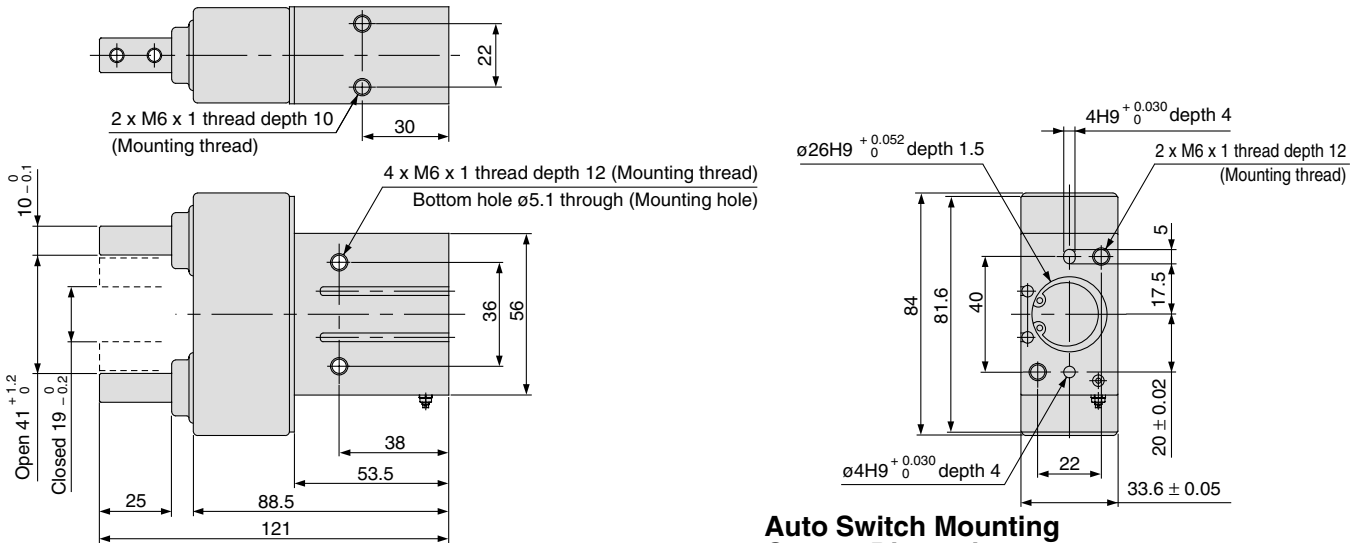 22
2 x M6 x 1 thread depth 10
(Mounting thread)
30
10 0 -0.1
4 x M6 x 1 thread depth 12 (Mounting thread)
Bottom hole ø5.1 through (Mounting hole)
36
56
Open 41 +1.2 0
Closed 19 0 -0.2
38
53.5
25
88.5
121
4H9 +0.030 0 depth 4
ø26H9 +0.052 0 depth 1.5
2 x M6 x 1 thread depth 12
(Mounting thread)
5
17.5
40
81.6
84
20 ± 0.02
ø4H9 +0.030 0 depth 4
22
33.6 ± 0.05
Auto Switch Mounting